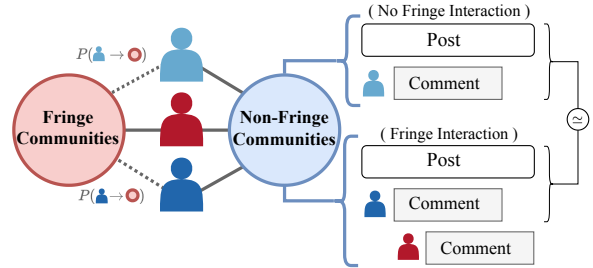 ( No Fringe Interaction )
Post
Comment
P( → )
Fringe
Communities
Non-Fringe
Communities
≃
( Fringe Interaction )
Post
P( → )
Comment
Comment